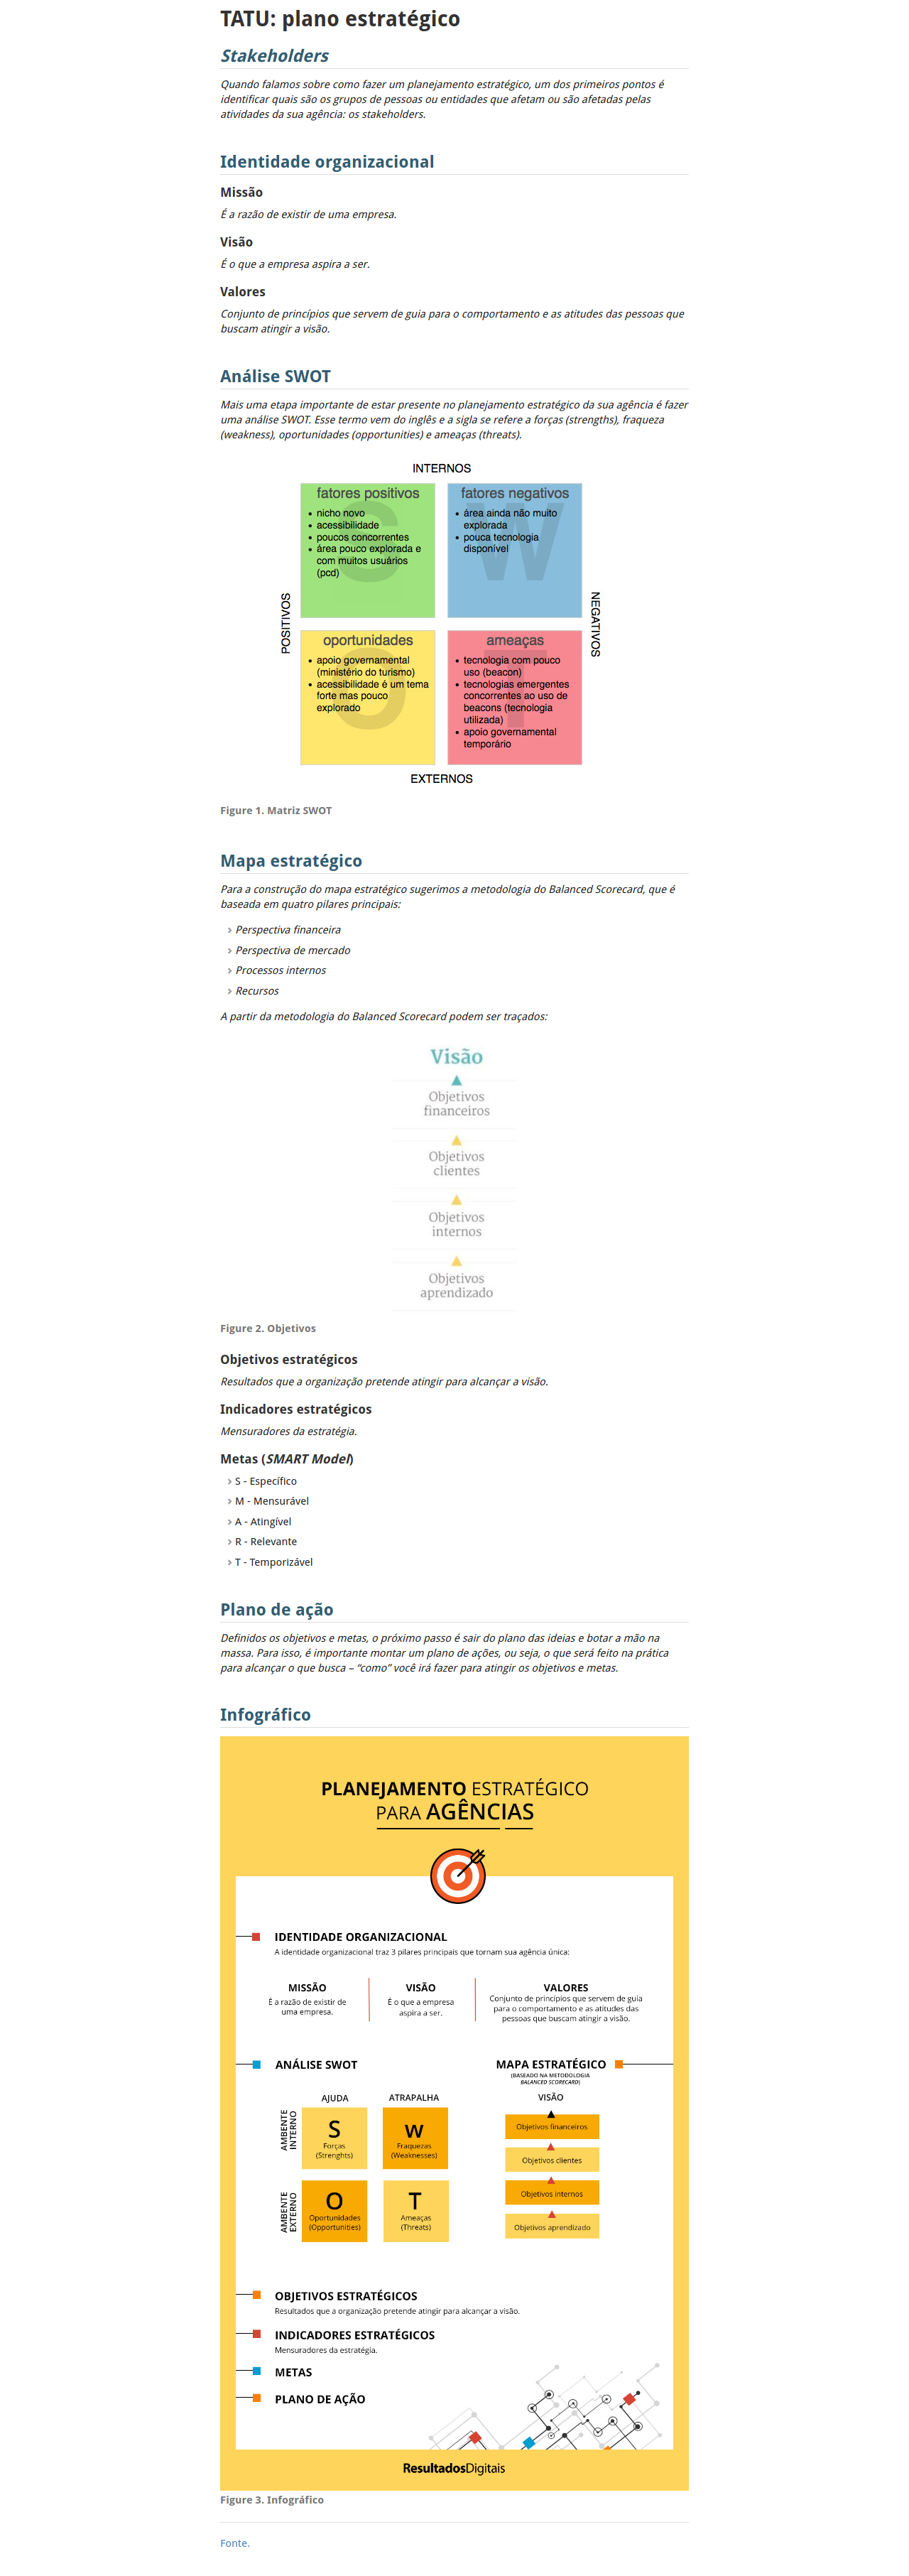 TATU: plano estratégico
Stakeholders
Quando falamos sobre como fazer um planejamento estratégico, um dos primeiros pontos é
identificar quais são os grupos de pessoas ou entidades que afetam ou são afetadas pelas
atividades da sua agência: os stakeholders.
Identidade organizacional
Missão
É a razão de existir de uma empresa.
Visão
É o que a empresa aspira a ser.
Valores
Conjunto de princípios que servem de guia para o comportamento e as atitudes das pessoas que
buscam atingir a visão.
Análise SWOT
Mais uma etapa importante de estar presente no planejamento estratégico da sua agência é fazer
uma análise SWOT. Esse termo vem do inglês e a sigla se refere a forças (strengths), fraqueza
(weakness), oportunidades (opportunities) e ameaças (threats).
INTERNOS
POSITIVOS
S
fatores positivos
• nicho novo
• acessibilidade
• poucos concorrentes
• área pouco explorada e
com muitos usuários
(pcd)
W
fatores negativos
• área ainda não muito
explorada
• pouca tecnologia
disponível
NEGATIVOS
O
oportunidades
• apoio governamental
(ministério do turismo)
• acessibilidade é um tema
forte mas pouco
explorado
T
ameaças
• tecnologia com pouco
uso (beacon)
• tecnologias emergentes
concorrentes ao uso de
beacons (tecnologia
utilizada)
• apoio governamental
temporário
EXTERNOS
Figure 1. Matriz SWOT
Mapa estratégico
Para a construção do mapa estratégico sugerimos a metodologia do Balanced Scorecard, que é
baseada em quatro pilares principais:
› Perspectiva financeira
› Perspectiva de mercado
› Processos internos
› Recursos
A partir da metodologia do Balanced Scorecard podem ser traçados:
Visão
Objetivos
financeiros
Objetivos
clientes
Objetivos
internos
Objetivos
aprendizado
Figure 2. Objetivos
Objetivos estratégicos
Resultados que a organização pretende atingir para alcançar a visão.
Indicadores estratégicos
Mensuradores da estratégia.
Metas (SMART Model)
› S - Específico
› M - Mensurável
› A - Atingível
› R - Relevante
› T - Temporizável
Plano de ação
Definidos os objetivos e metas, o próximo passo é sair do plano das ideias e botar a mão na
massa. Para isso, é importante montar um plano de ações, ou seja, o que será feito na prática
para alcançar o que busca – “como” você irá fazer para atingir os objetivos e metas.
Infográfico
PLANEJAMENTO ESTRATÉGICO
PARA AGÊNCIAS
IDENTIDADE ORGANIZACIONAL
A identidade organizacional traz 3 pilares principais que tornam sua agência única:
MISSÃO
É a razão de existir de
uma empresa.
VISÃO
É o que a empresa
aspira a ser.
VALORES
Conjunto de princípios que servem de guia
para o comportamento e as atitudes das
pessoas que buscam atingir a visão.
ANÁLISE SWOT
AJUDA
ATRAPALHA
AMBIENTE
INTERNO
S
Forças
(Strenghts)
W
Fraquezas
(Weaknesses)
AMBIENTE
EXTERNO
O
Oportunidades
(Opportunities)
T
Ameaças
(Threats)
MAPA ESTRATÉGICO
(BASEADO NA METODOLOGIA
BALANCED SCORECARD)
VISÃO
Objetivos financeiros
Objetivos clientes
Objetivos internos
Objetivos aprendizado
OBJETIVOS ESTRATÉGICOS
Resultados que a organização pretende atingir para alcançar a visão.
INDICADORES ESTRATÉGICOS
Mensuradores da estratégia.
METAS
PLANO DE AÇÃO
ResultadosDigitais
Figure 3. Infográfico
Fonte.